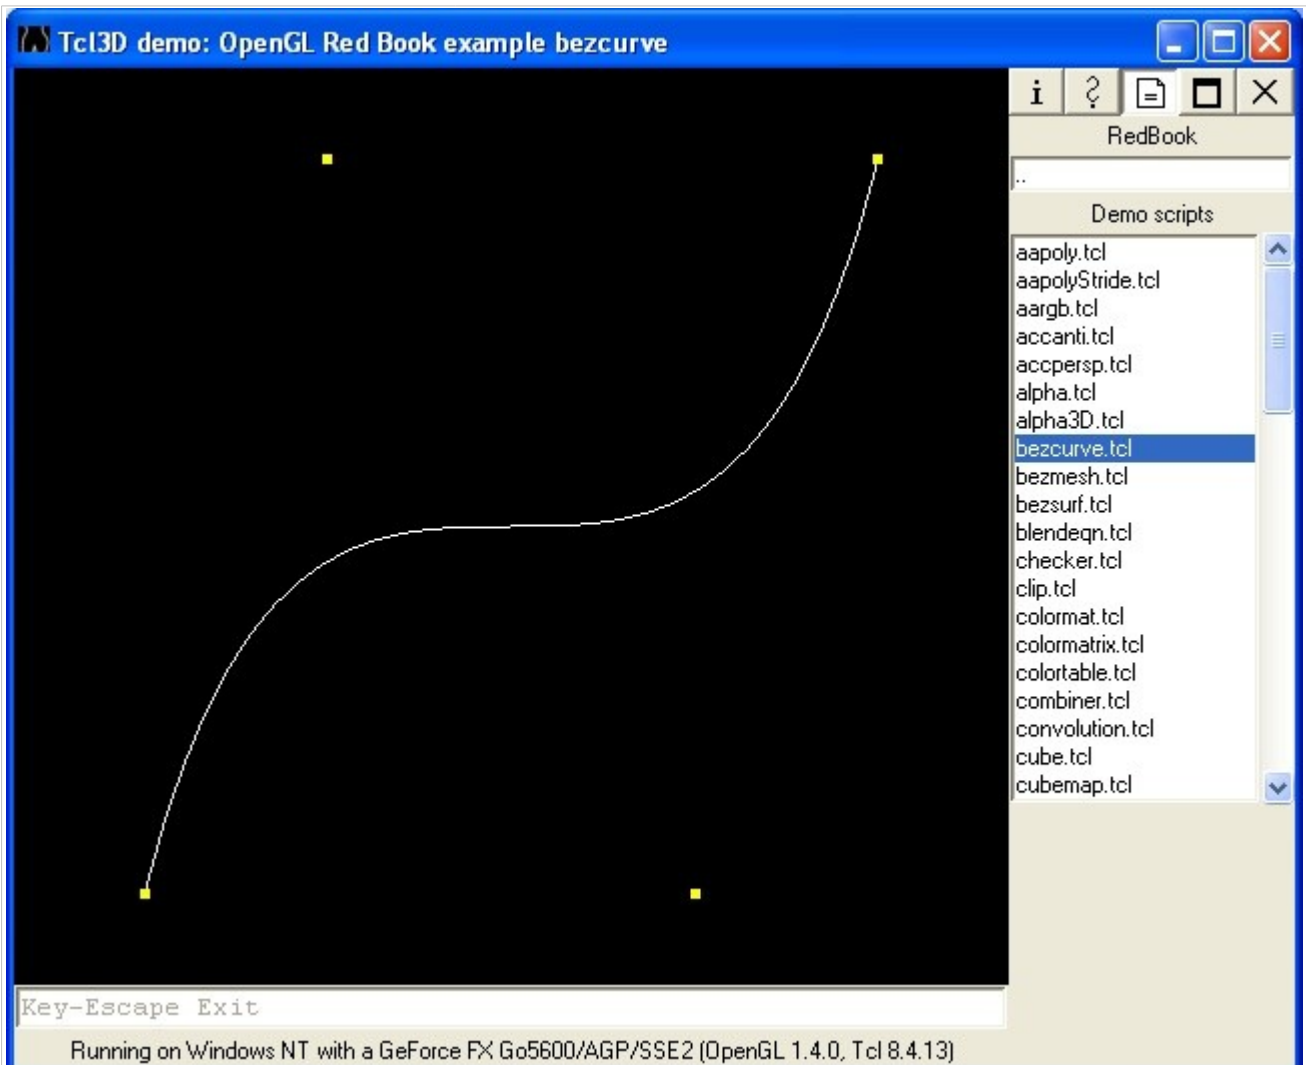 Tcl3D demo: OpenGL Red Book example bezcurve
i ?
RedBook
..
Demo scripts
aapoly.tcl
aapolyStride.tcl
aargb.tcl
accanti.tcl
accpersp.tcl
alpha.tcl
alpha3D.tcl
bezcurve.tcl
bezmesh.tcl
bezsurf.tcl
blendeqn.tcl
checker.tcl
clip.tcl
colormat.tcl
colormatrix.tcl
colortable.tcl
combiner.tcl
convolution.tcl
cube.tcl
cubemap.tcl
Key-Escape Exit
Running on Windows NT with a GeForce FX Go5600/AGP/SSE2 (OpenGL 1.4.0, Tcl 8.4.13)